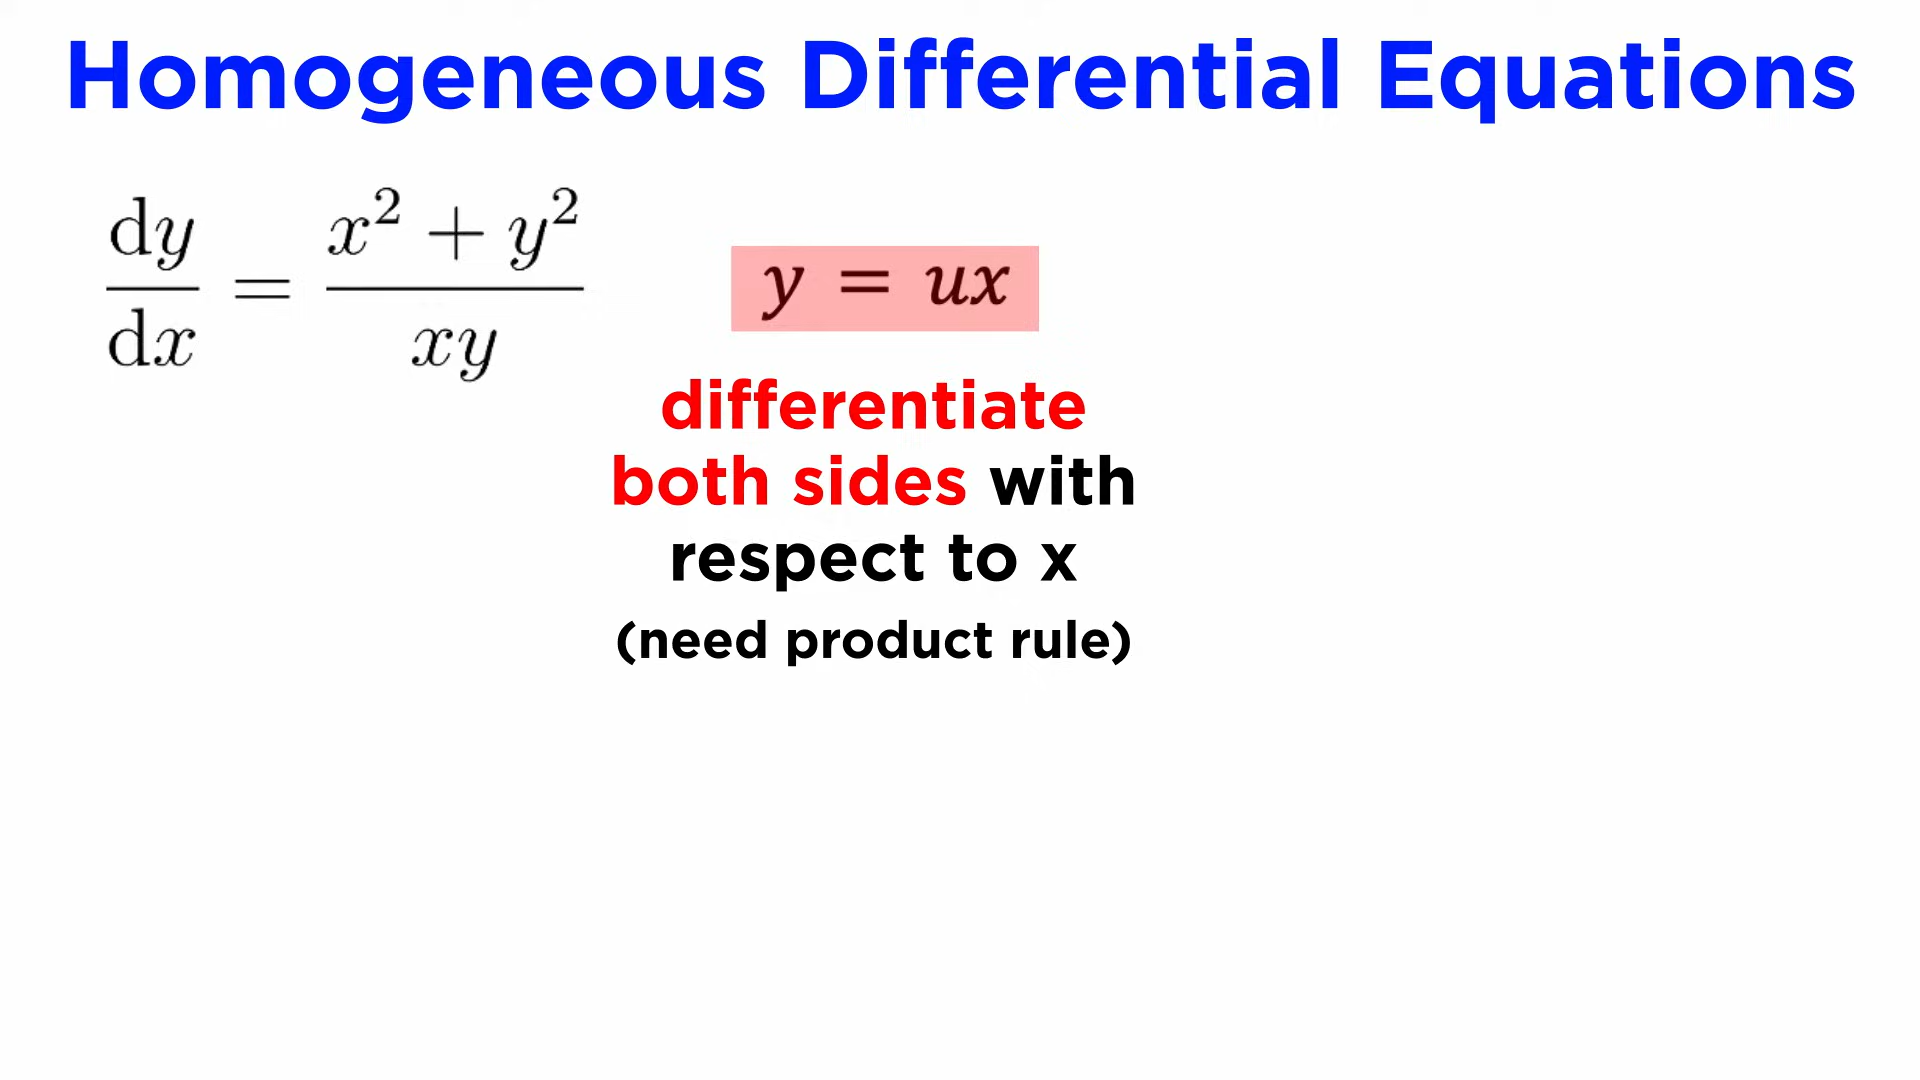 Homogeneous Differential Equations
dy/dx = (x² + y²)/(xy)
y = ux
differentiate
both sides with
respect to x
(need product rule)